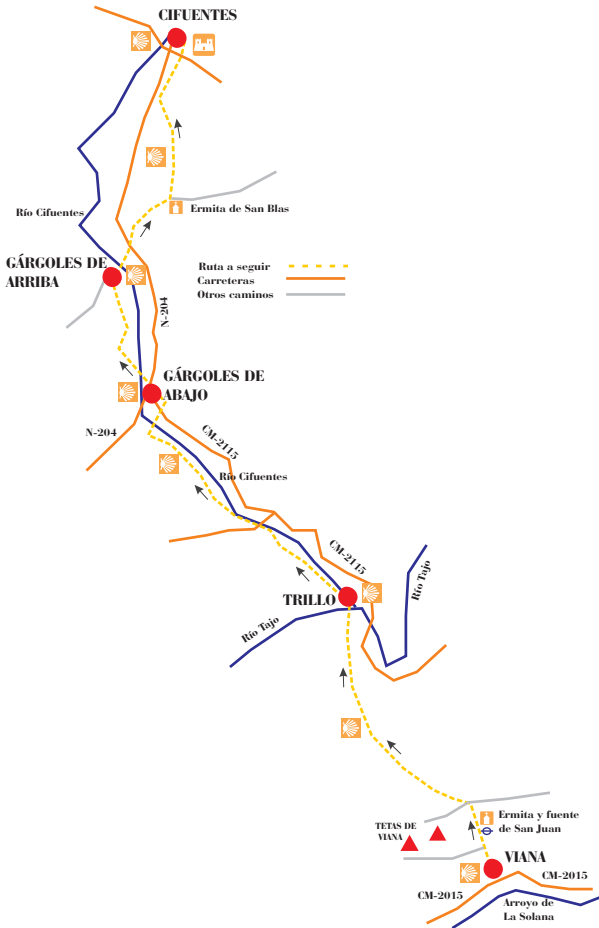 CIFUENTES
Río Cifuentes
Ermita de San Blas
GÁRGOLES DE
ARRIBA
Ruta a seguir
Carreteras
Otros caminos
N-204
GÁRGOLES DE
ABAJO
N-204
CM-2115
Río Cifuentes
CM-2115
Río Tajo
TRILLO
Río Tajo
Ermita y fuente
de San Juan
TETAS DE
VIANA
VIANA
CM-2015
CM-2015
Arroyo de
La Solana